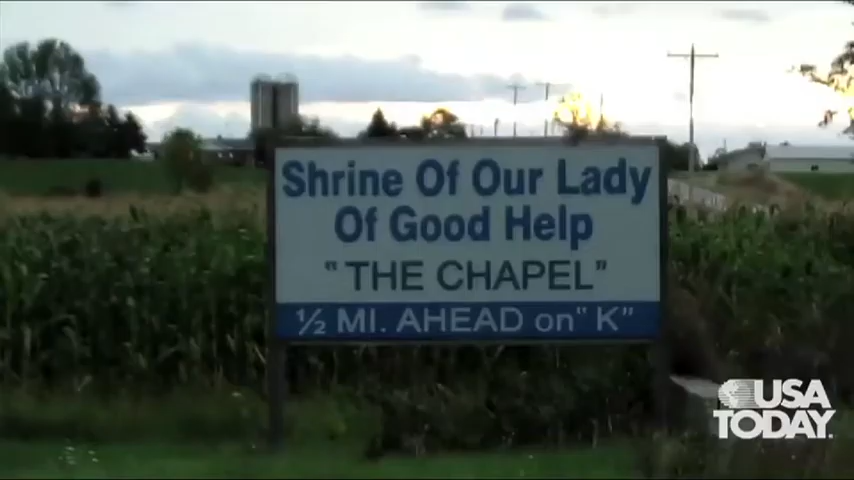 Shrine Of Our Lady
Of Good Help
"THE CHAPEL"
½ MI. AHEAD on "K"
USA
TODAY.